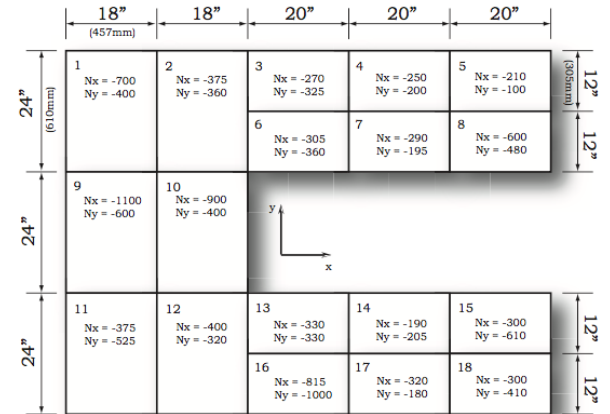 18" 18" 20" 20" 20"
(457mm)
24"
(610mm)
24"
24"
1
Nx = -700
Ny = -400
2
Nx = -375
Ny = -360
3
Nx = -270
Ny = -325
4
Nx = -250
Ny = -200
5
Nx = -210
Ny = -100
(305mm)
12"
6
Nx = -305
Ny = -360
7
Nx = -290
Ny = -195
8
Nx = -600
Ny = -480
12"
9
Nx = -1100
Ny = -600
10
Nx = -900
Ny = -400
y
x
11
Nx = -375
Ny = -525
12
Nx = -400
Ny = -320
13
Nx = -330
Ny = -330
14
Nx = -190
Ny = -205
15
Nx = -300
Ny = -610
12"
16
Nx = -815
Ny = -1000
17
Nx = -320
Ny = -180
18
Nx = -300
Ny = -410
12"